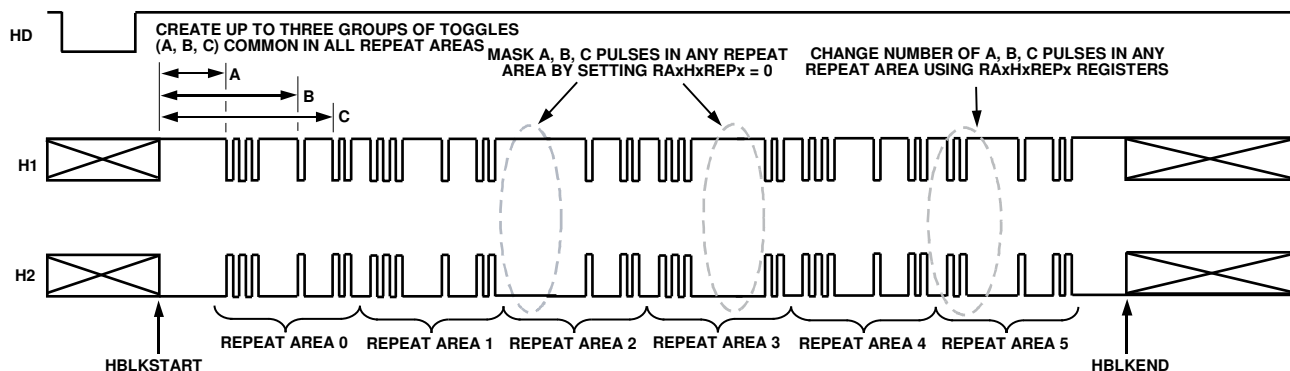 HD
CREATE UP TO THREE GROUPS OF TOGGLES
(A, B, C) COMMON IN ALL REPEAT AREAS
MASK A, B, C PULSES IN ANY REPEAT
AREA BY SETTING RAxHxREPx = 0
CHANGE NUMBER OF A, B, C PULSES IN ANY
REPEAT AREA USING RAxHxREPx REGISTERS
A
B
C
H1
H2
REPEAT AREA 0
REPEAT AREA 1
REPEAT AREA 2
REPEAT AREA 3
REPEAT AREA 4
REPEAT AREA 5
HBLKSTART
HBLKEND